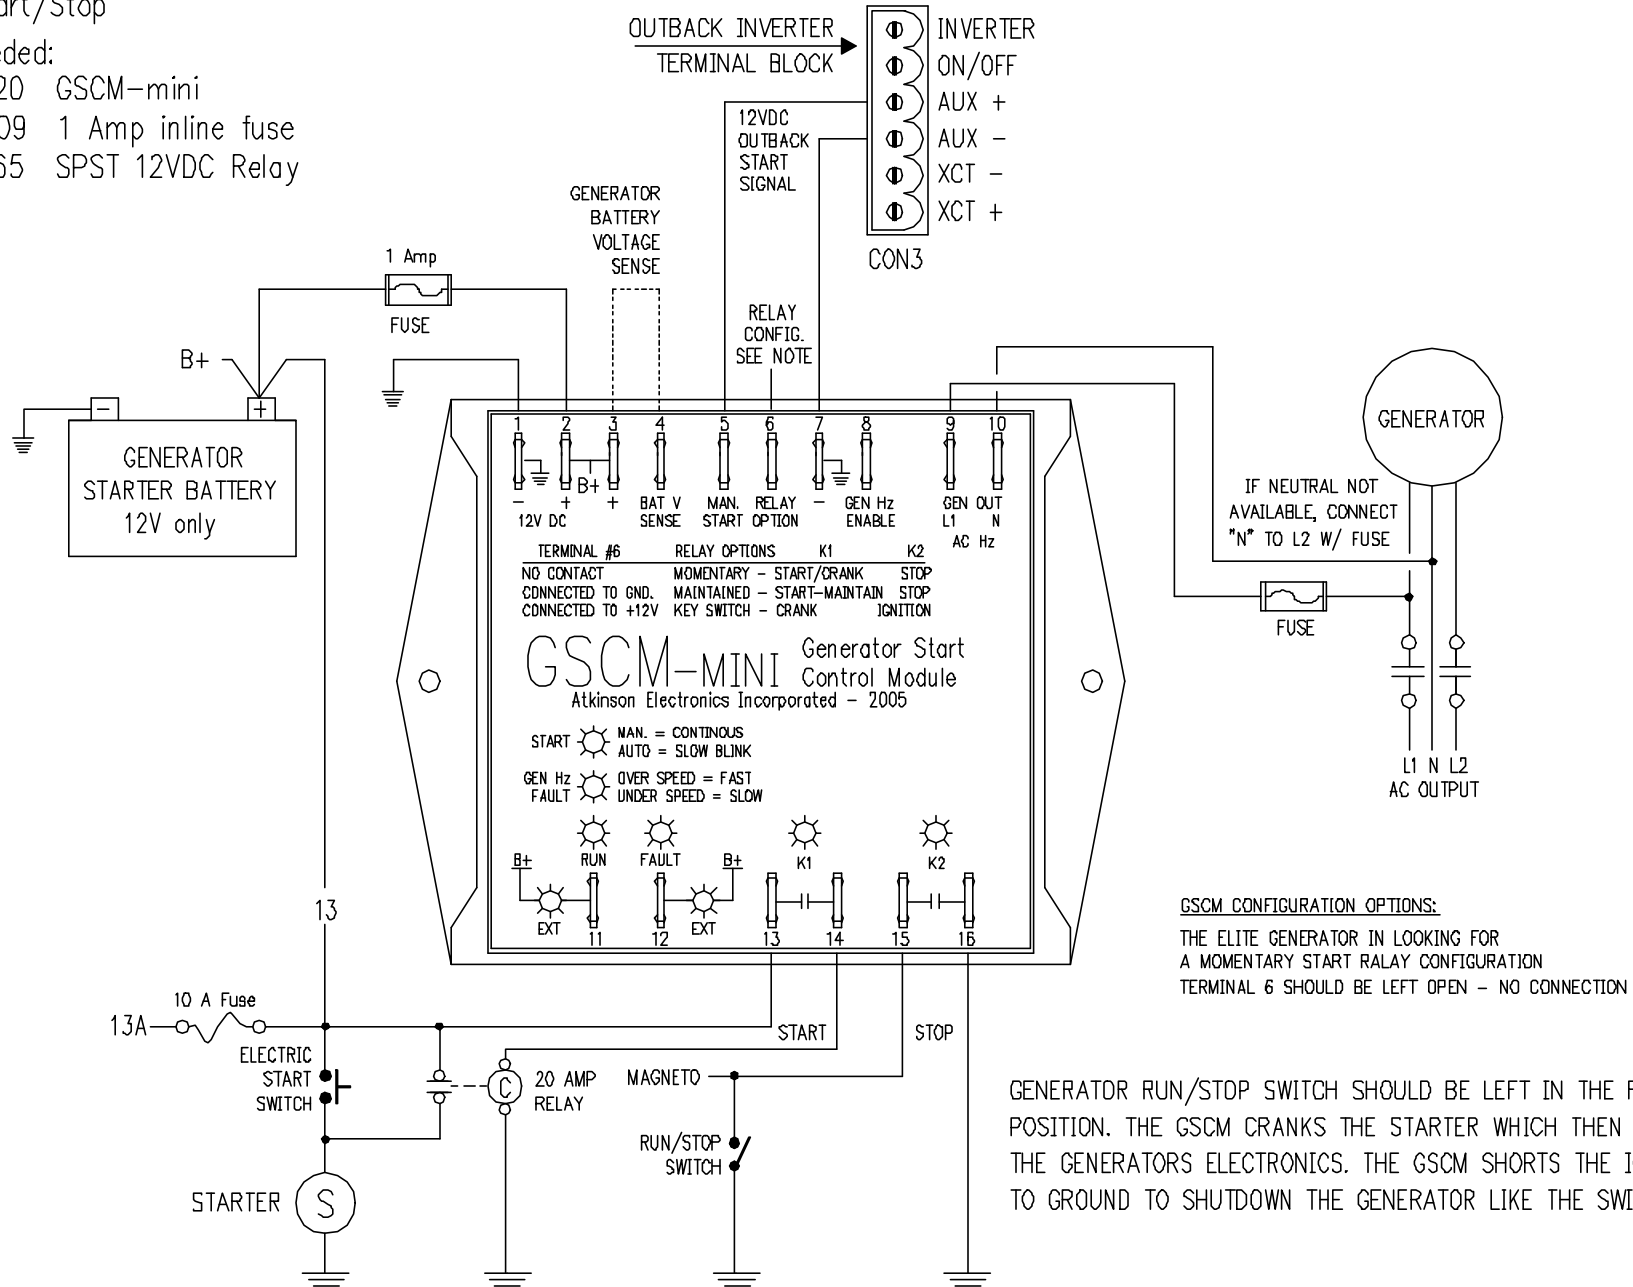 art/Stop
eded:
20 GSCM-mini
09 1 Amp inline fuse
65 SPST 12VDC Relay
OUTBACK INVERTER
TERMINAL BLOCK
INVERTER
ON/OFF
AUX +
AUX -
XCT -
XCT +
CON3
12VDC
OUTBACK
START
SIGNAL
GENERATOR
BATTERY
VOLTAGE
SENSE
1 Amp
FUSE
RELAY
CONFIG.
SEE NOTE
B+
- +
GENERATOR
STARTER BATTERY
12V only
1 2 3 4 5 6 7 8 9 10
B+
- + + BAT V MAN. RELAY - GEN Hz GEN OUT
12V DC SENSE START OPTION ENABLE L1 N
AC Hz
TERMINAL #6 RELAY OPTIONS K1 K2
NO CONTACT MOMENTARY - START/CRANK STOP
CONNECTED TO GND. MAINTAINED - START-MAINTAIN STOP
CONNECTED TO +12V KEY SWITCH - CRANK IGNITION
GSCM-MINI
Generator Start
Control Module
Atkinson Electronics Incorporated - 2005
START
MAN. = CONTINOUS
AUTO = SLOW BLINK
GEN Hz
FAULT
OVER SPEED = FAST
UNDER SPEED = SLOW
B+ RUN FAULT B+ K1 K2
EXT EXT
11 12 13 14 15 16
GENERATOR
IF NEUTRAL NOT
AVAILABLE, CONNECT
"N" TO L2 W/ FUSE
FUSE
L1 N L2
AC OUTPUT
GSCM CONFIGURATION OPTIONS:
THE ELITE GENERATOR IN LOOKING FOR
A MOMENTARY START RALAY CONFIGURATION
TERMINAL 6 SHOULD BE LEFT OPEN - NO CONNECTION
13
10 A Fuse
13A
ELECTRIC
START
SWITCH
C
20 AMP
RELAY
START
STOP
MAGNETO
RUN/STOP
SWITCH
STARTER
S
GENERATOR RUN/STOP SWITCH SHOULD BE LEFT IN THE
POSITION. THE GSCM CRANKS THE STARTER WHICH THEN
THE GENERATORS ELECTRONICS. THE GSCM SHORTS THE
TO GROUND TO SHUTDOWN THE GENERATOR LIKE THE SWI